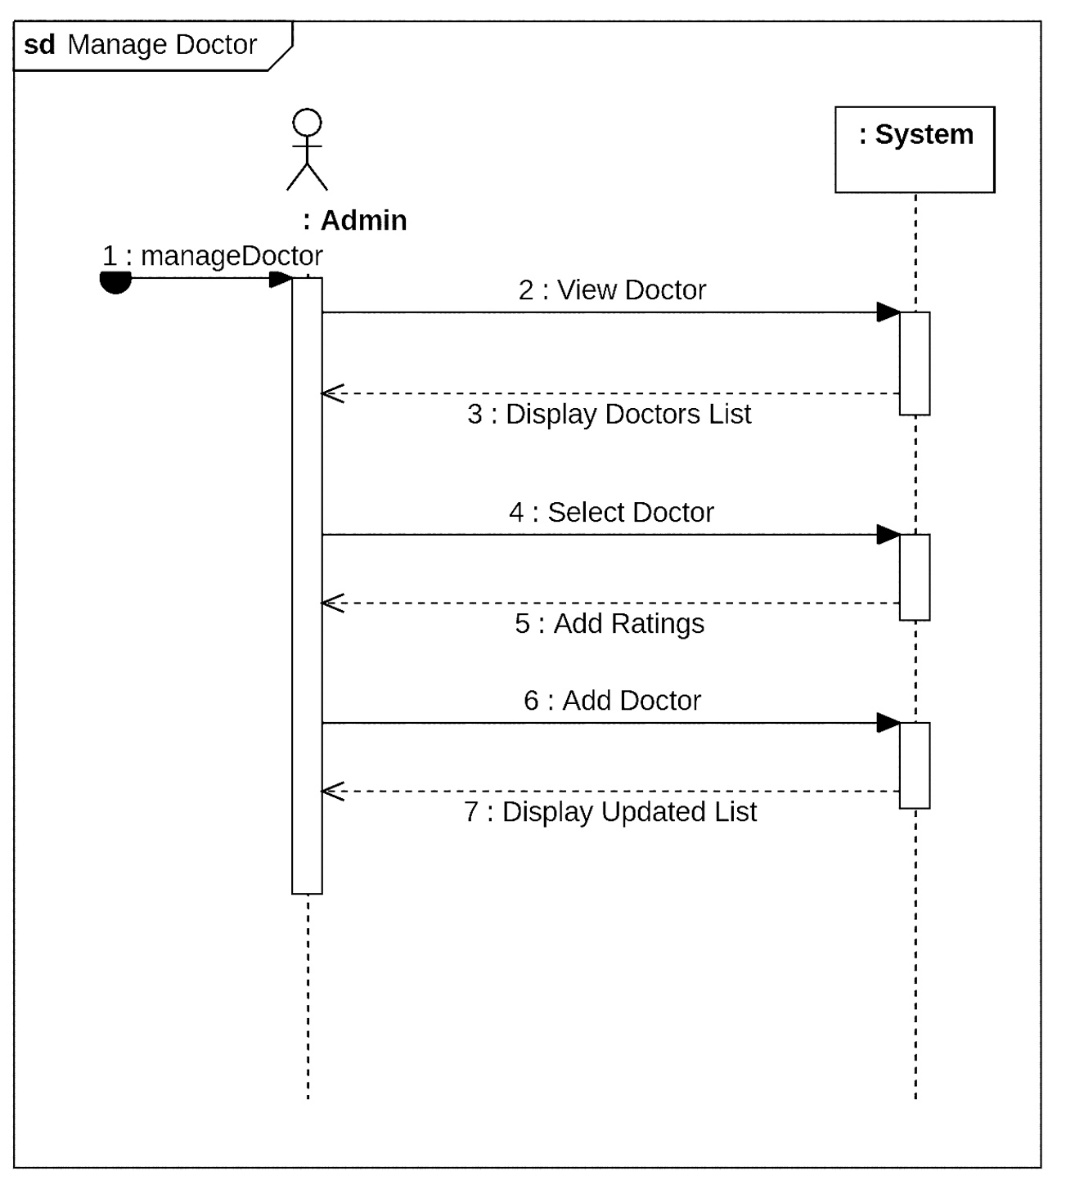 sd Manage Doctor
: System
: Admin
1 : manageDoctor
2 : View Doctor
3 : Display Doctors List
4 : Select Doctor
5 : Add Ratings
6 : Add Doctor
7 : Display Updated List